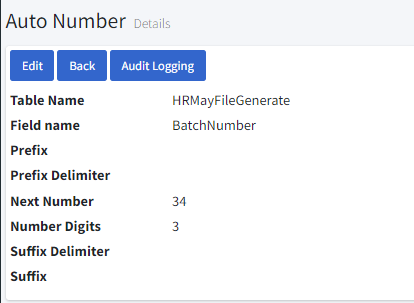 Auto Number Details
Edit Back Audit Logging
Table Name HRMayFileGenerate
Field name BatchNumber
Prefix
Prefix Delimiter
Next Number 34
Number Digits 3
Suffix Delimiter
Suffix